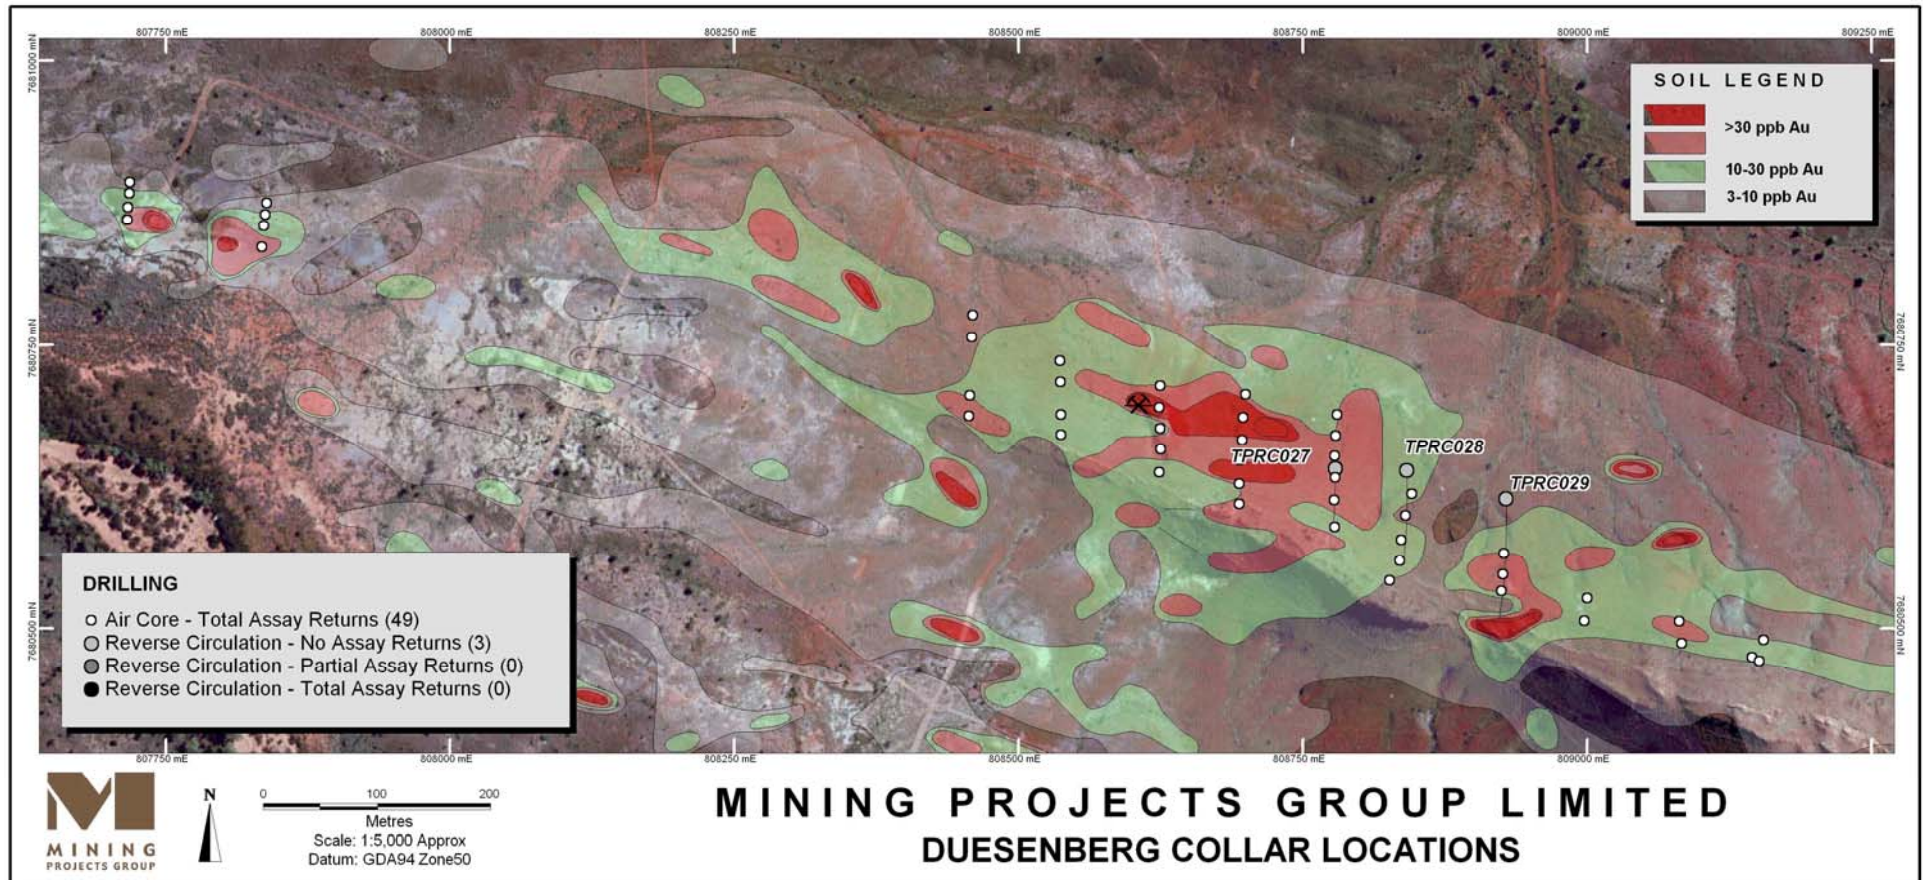 807750 mE
808000 mE
808250 mE
808500 mE
808750 mE
809000 mE
809250 mE
7681000 mN
SOIL LEGEND
>30 ppb Au
10-30 ppb Au
3-10 ppb Au
7680750 mN
7680750 mN
TPRC027
TPRC028
TPRC029
7680500 mN
7680500 mN
DRILLING
Air Core - Total Assay Returns (49)
Reverse Circulation - No Assay Returns (3)
Reverse Circulation - Partial Assay Returns (0)
Reverse Circulation - Total Assay Returns (0)
807750 mE
808000 mE
808250 mE
808500 mE
808750 mE
809000 mE
MINING
PROJECTS GROUP
N
0 100 200
Metres
Scale: 1:5,000 Approx
Datum: GDA94 Zone50
MINING PROJECTS GROUP LIMITED
DUESENBERG COLLAR LOCATIONS